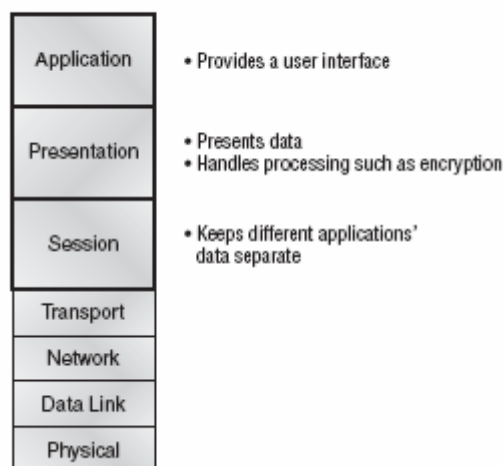 Application
• Provides a user interface
Presentation
• Presents data
• Handles processing such as encryption
Session
• Keeps different applications'
data separate
Transport
Network
Data Link
Physical